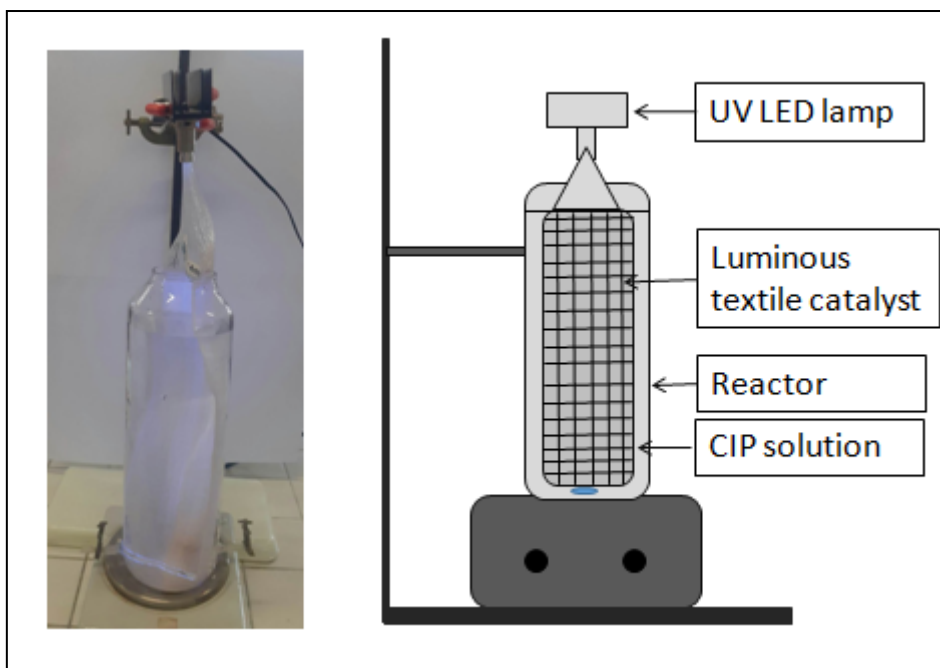 UV LED lamp
Luminous
textile catalyst
Reactor
CIP solution